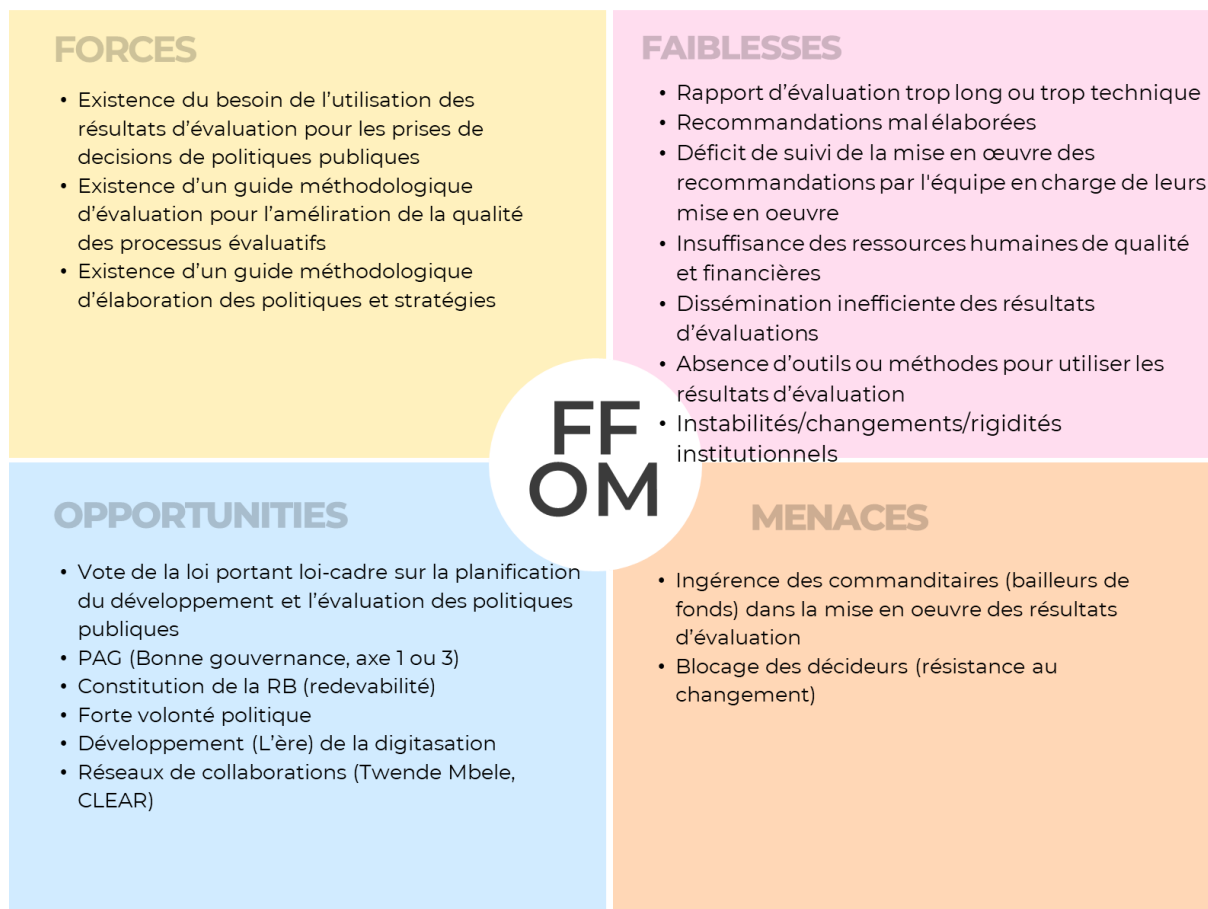 FORCES
• Existence du besoin de l’utilisation des
résultats d’évaluation pour les prises de
decisions de politiques publiques
• Existence d’un guide méthodologique
d’évaluation pour l’amélration de la qualité
des processus évaluatifs
• Existence d’un guide méthodologique
d’élaboration des politiques et stratégies
FAIBLESSES
• Rapport d’évaluation trop long ou trop technique
• Recommandations mal élaborées
• Déficit de suivi de la mise en œuvre des
recommandations par l'équipe en charge de leurs
mise en oeuvre
• Insuffisance des ressources humaines de qualité
et financières
• Dissémination inefficiente des résultats
d’évaluations
• Absence d’outils ou méthodes pour utiliser les
résultats d’évaluation
• Instabilités/changements/rigidités
institutionnels
FF
OM
OPPORTUNITIES
• Vote de la loi portant loi-cadre sur la planification
du développement et l’évaluation des politiques
publiques
• PAG (Bonne gouvernance, axe 1 ou 3)
• Constitution de la RB (redevabilité)
• Forte volonté politique
• Développement (L’ère) de la digitasation
• Réseaux de collaborations (Twende Mbele,
CLEAR)
MENACES
• Ingérence des commanditaires (bailleurs de
fonds) dans la mise en oeuvre des résultats
d’évaluation
• Blocage des décideurs (résistance au
changement)